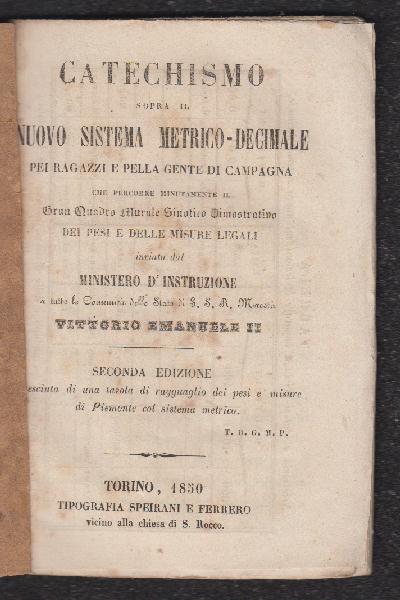 CATECHISMO
SOPRA IL
NUOVO SISTEMA METRICO-DECIMALE
PEI RAGAZZI E PELLA GENTE DI CAMPAGNA
CHE PERCORRE MINUTAMENTE IL
Gran Quadro Murale Sinotico Dimostrativo
DEI PESI E DELLE MISURE LEGALI
inviato dal
MINISTERO D'ISTRUZIONE
a tutte le Comunità dello Stato di S. S. R. Maestà
VITTORIO EMANUELE II
SECONDA EDIZIONE
esciuta di una tavola di ragguaglio dei pesi e misure
di Piemonte col sistema metrico.
T. D. G. M. P.
TORINO, 1850
TIPOGRAFIA SPEIRANI E FERRERO
vicino alla chiesa di S. Rocco.